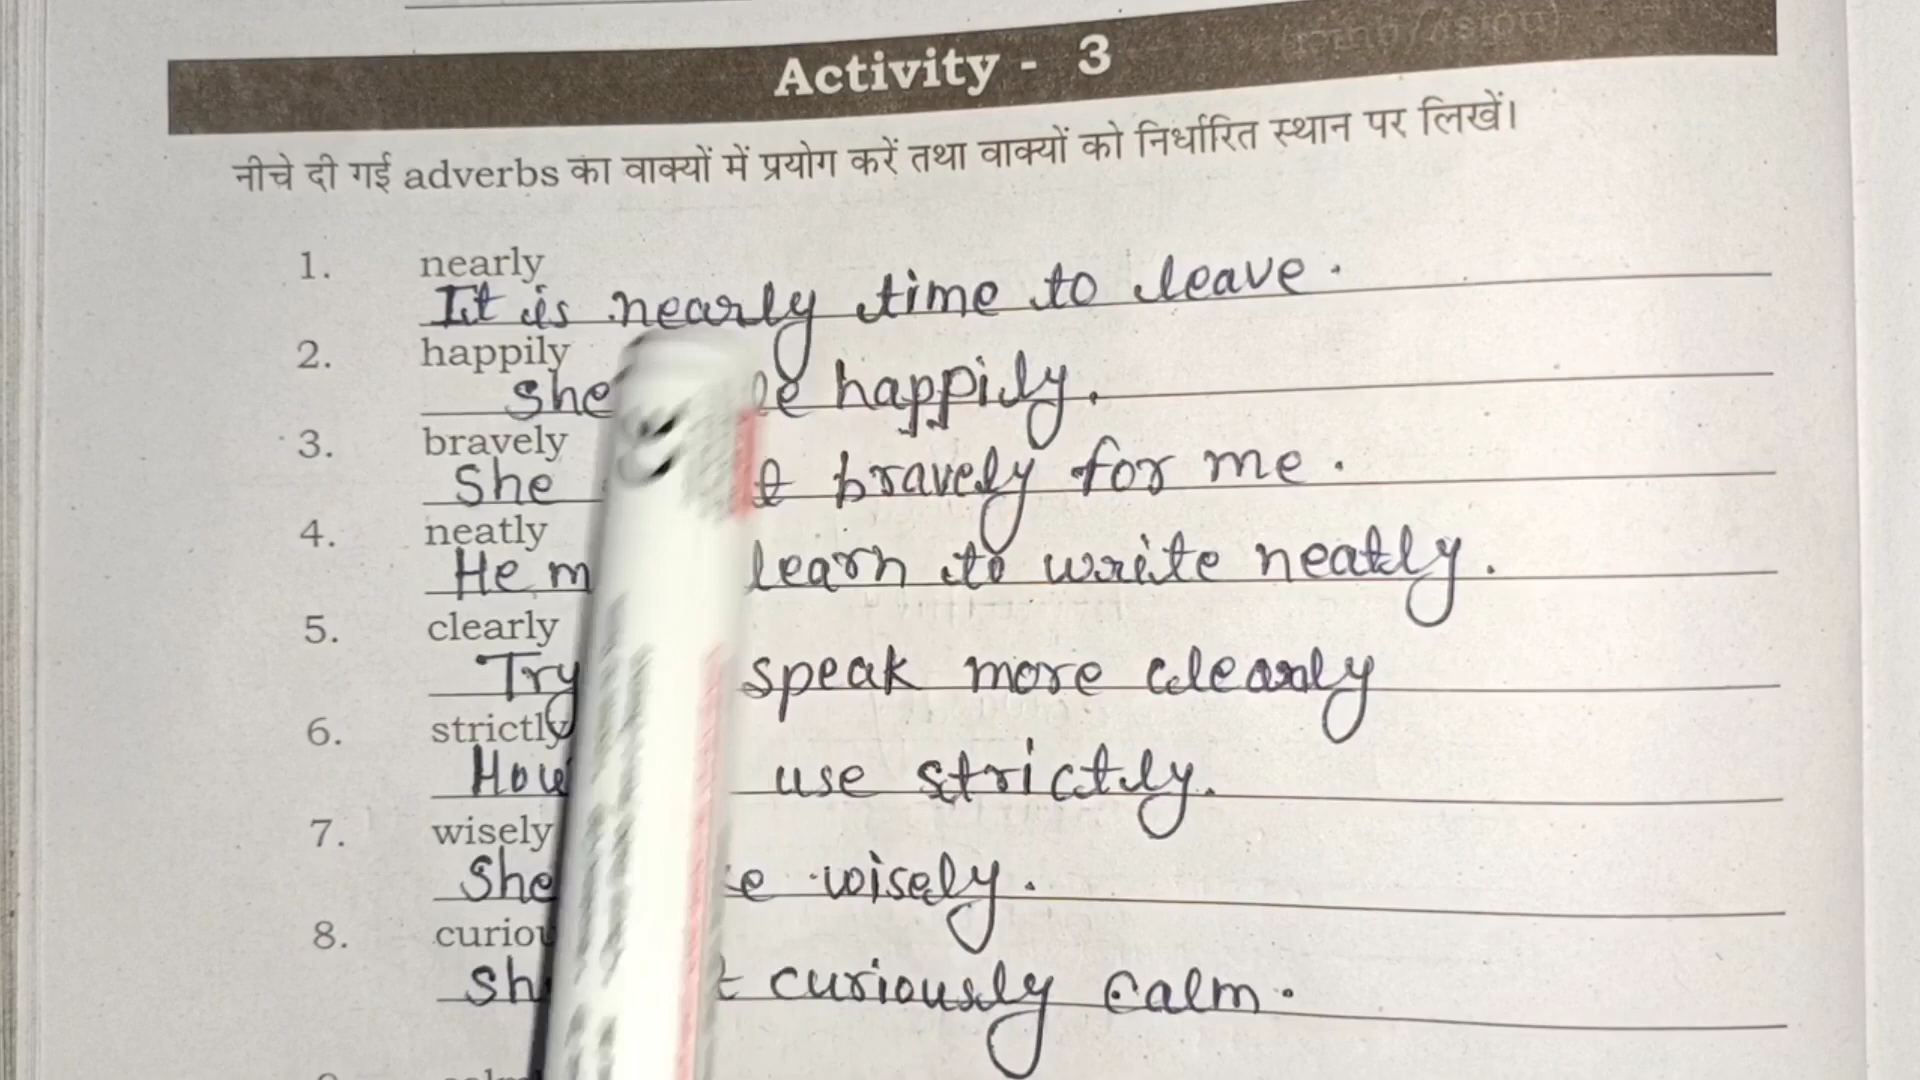 Activity - 3
नीचे दी गई adverbs का वाक्यों में प्रयोग करें तथा वाक्यों को निर्धारित स्थान पर लिखें।
1. nearly
It is nearly time to leave.
2. happily
she happily.
3. bravely
She bravely for me.
4. neatly
He learn to write neatly.
5. clearly
Try speak more clearly
6. strictly
use strictly.
7. wisely
She wisely.
8.
curiously calm.